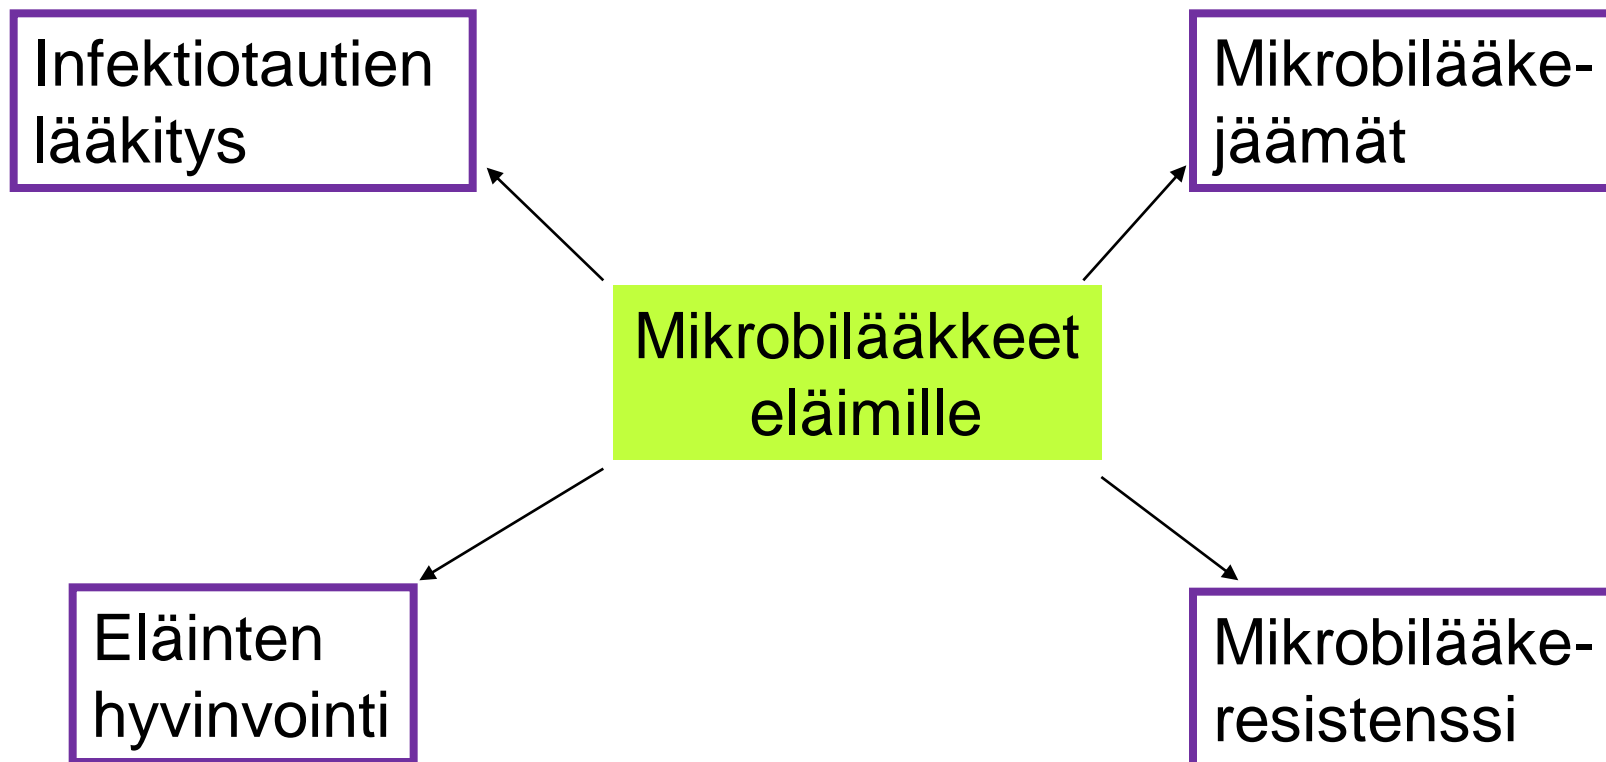 Infektiotautien
lääkitys
Mikrobilääke-
jäämät
Mikrobilääkkeet
eläimille
Eläinten
hyvinvointi
Mikrobilääke-
resistenssi